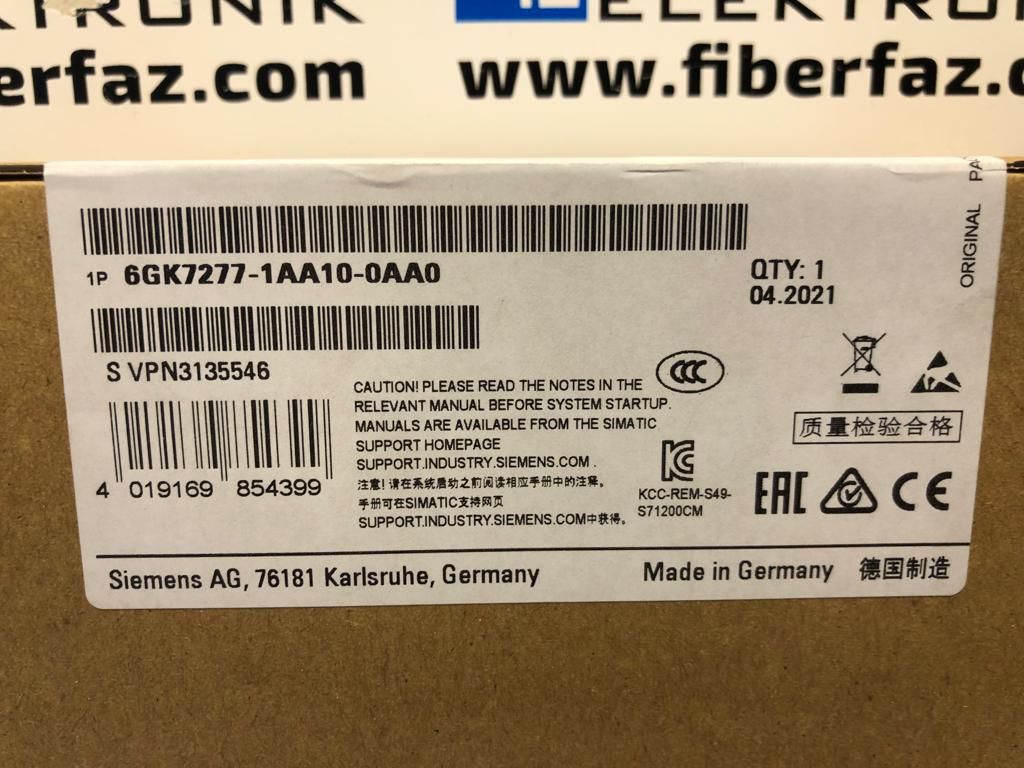 KTRONIK
ELEKTRON
erfaz.com
www.fiberfaz.c
1P 6GK7277-1AA10-0AA0
QTY: 1
04.2021
ORIGINAL PA
S VPN3135546
4 019169 854399
CAUTION! PLEASE READ THE NOTES IN THE
RELEVANT MANUAL BEFORE SYSTEM STARTUP.
MANUALS ARE AVAILABLE FROM THE SIMATIC
SUPPORT HOMEPAGE
SUPPORT.INDUSTRY.SIEMENS.COM .
注意!请在系统启动之前阅读相应手册中的注释。
手册可在SIMATIC支持网页
SUPPORT.INDUSTRY.SIEMENS.COM中获得。
CCC
KC
KCC-REM-S49-
S71200CM
质量检验合格
EAC
CE
Siemens AG, 76181 Karlsruhe, Germany
Made in Germany 德国制造